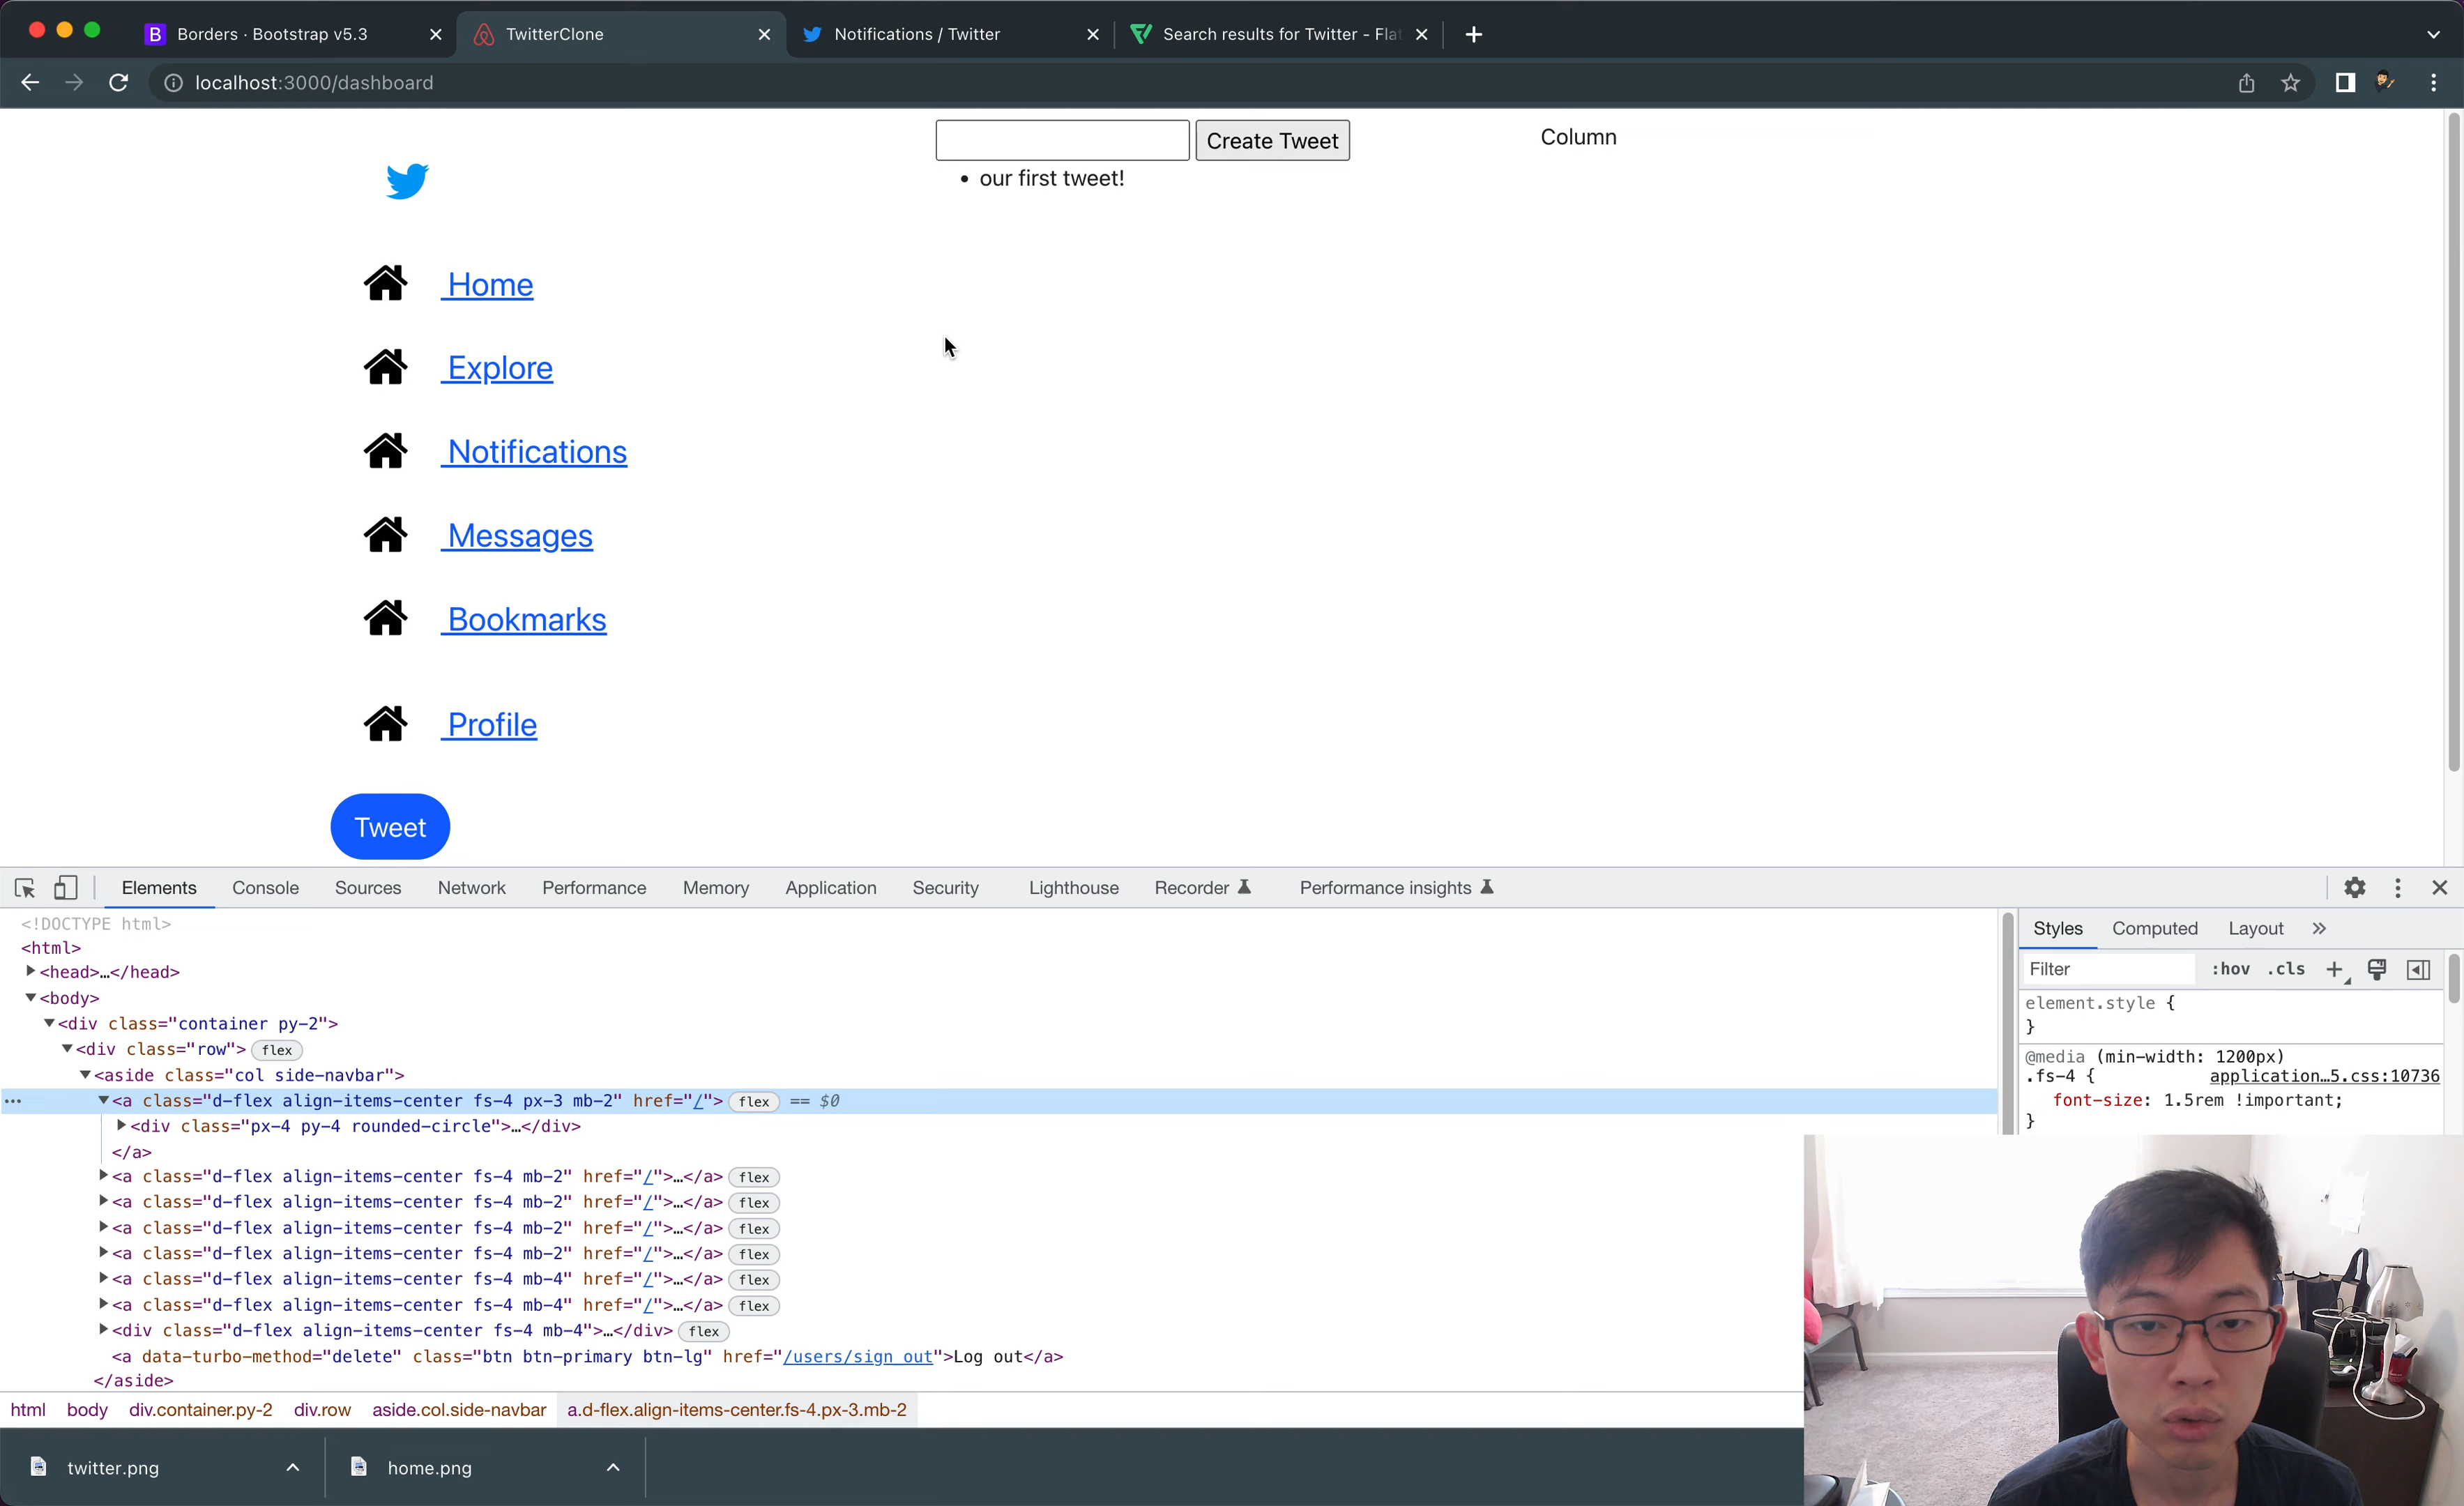 B Borders · Bootstrap v5.3
TwitterClone
Notifications / Twitter
Search results for Twitter - Fla
localhost:3000/dashboard
Create Tweet
Column
• our first tweet!
Home
Explore
Notifications
Messages
Bookmarks
Profile
Tweet
Elements Console Sources Network Performance Memory Application Security Lighthouse Recorder Performance insights
<!DOCTYPE html>
<html>
<head>…</head>
<body>
<div class="container py-2">
<div class="row"> flex
<aside class="col side-navbar">
<a class="d-flex align-items-center fs-4 px-3 mb-2" href="/"> flex == $0
<div class="px-4 py-4 rounded-circle">…</div>
</a>
<a class="d-flex align-items-center fs-4 mb-2" href="/">…</a> flex
<a class="d-flex align-items-center fs-4 mb-2" href="/">…</a> flex
<a class="d-flex align-items-center fs-4 mb-2" href="/">…</a> flex
<a class="d-flex align-items-center fs-4 mb-2" href="/">…</a> flex
<a class="d-flex align-items-center fs-4 mb-4" href="/">…</a> flex
<a class="d-flex align-items-center fs-4 mb-4" href="/">…</a> flex
<div class="d-flex align-items-center fs-4 mb-4">…</div> flex
<a data-turbo-method="delete" class="btn btn-primary btn-lg" href="/users/sign_out">Log out</a>
</aside>
html body div.container.py-2 div.row aside.col.side-navbar a.d-flex.align-items-center.fs-4.px-3.mb-2
Styles Computed Layout »
Filter :hov .cls +
element.style {
}
@media (min-width: 1200px)
.fs-4 { application…5.css:10736
font-size: 1.5rem !important;
}
twitter.png
home.png